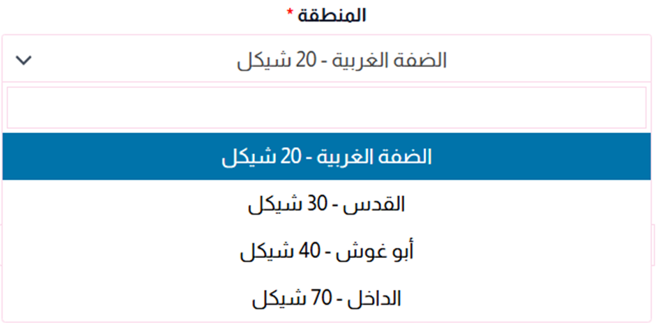 المنطقة *
الضفة الغربية - 20 شيكل
الضفة الغربية - 20 شيكل
القدس - 30 شيكل
أبو غوش - 40 شيكل
الداخل - 70 شيكل